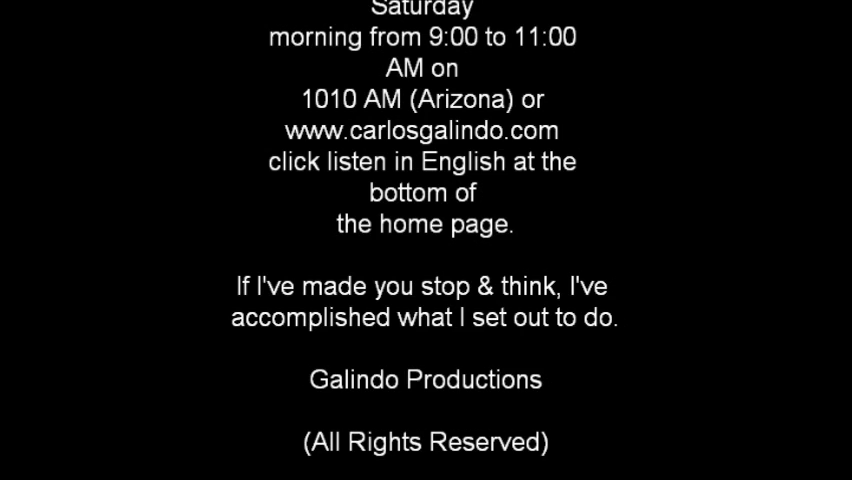 Saturday
morning from 9:00 to 11:00
AM on
1010 AM (Arizona) or
www.carlosgalindo.com
click listen in English at the
bottom of
the home page.
If I've made you stop & think, I've
accomplished what I set out to do.
Galindo Productions
(All Rights Reserved)